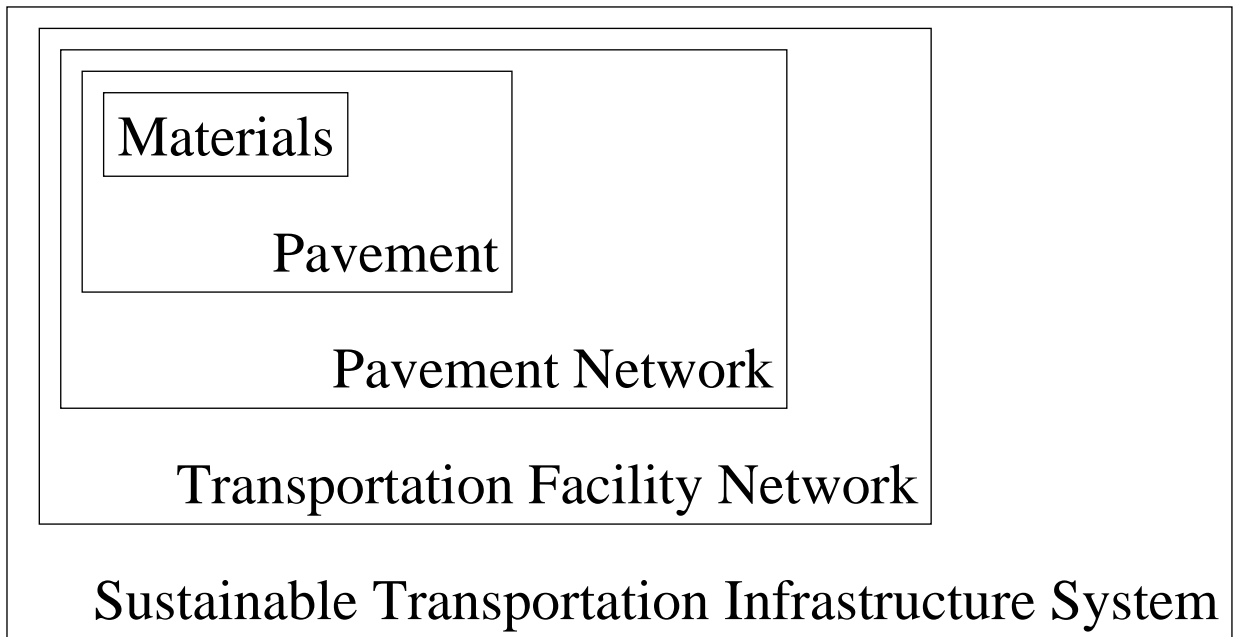 Materials
Pavement
Pavement Network
Transportation Facility Network
Sustainable Transportation Infrastructure System